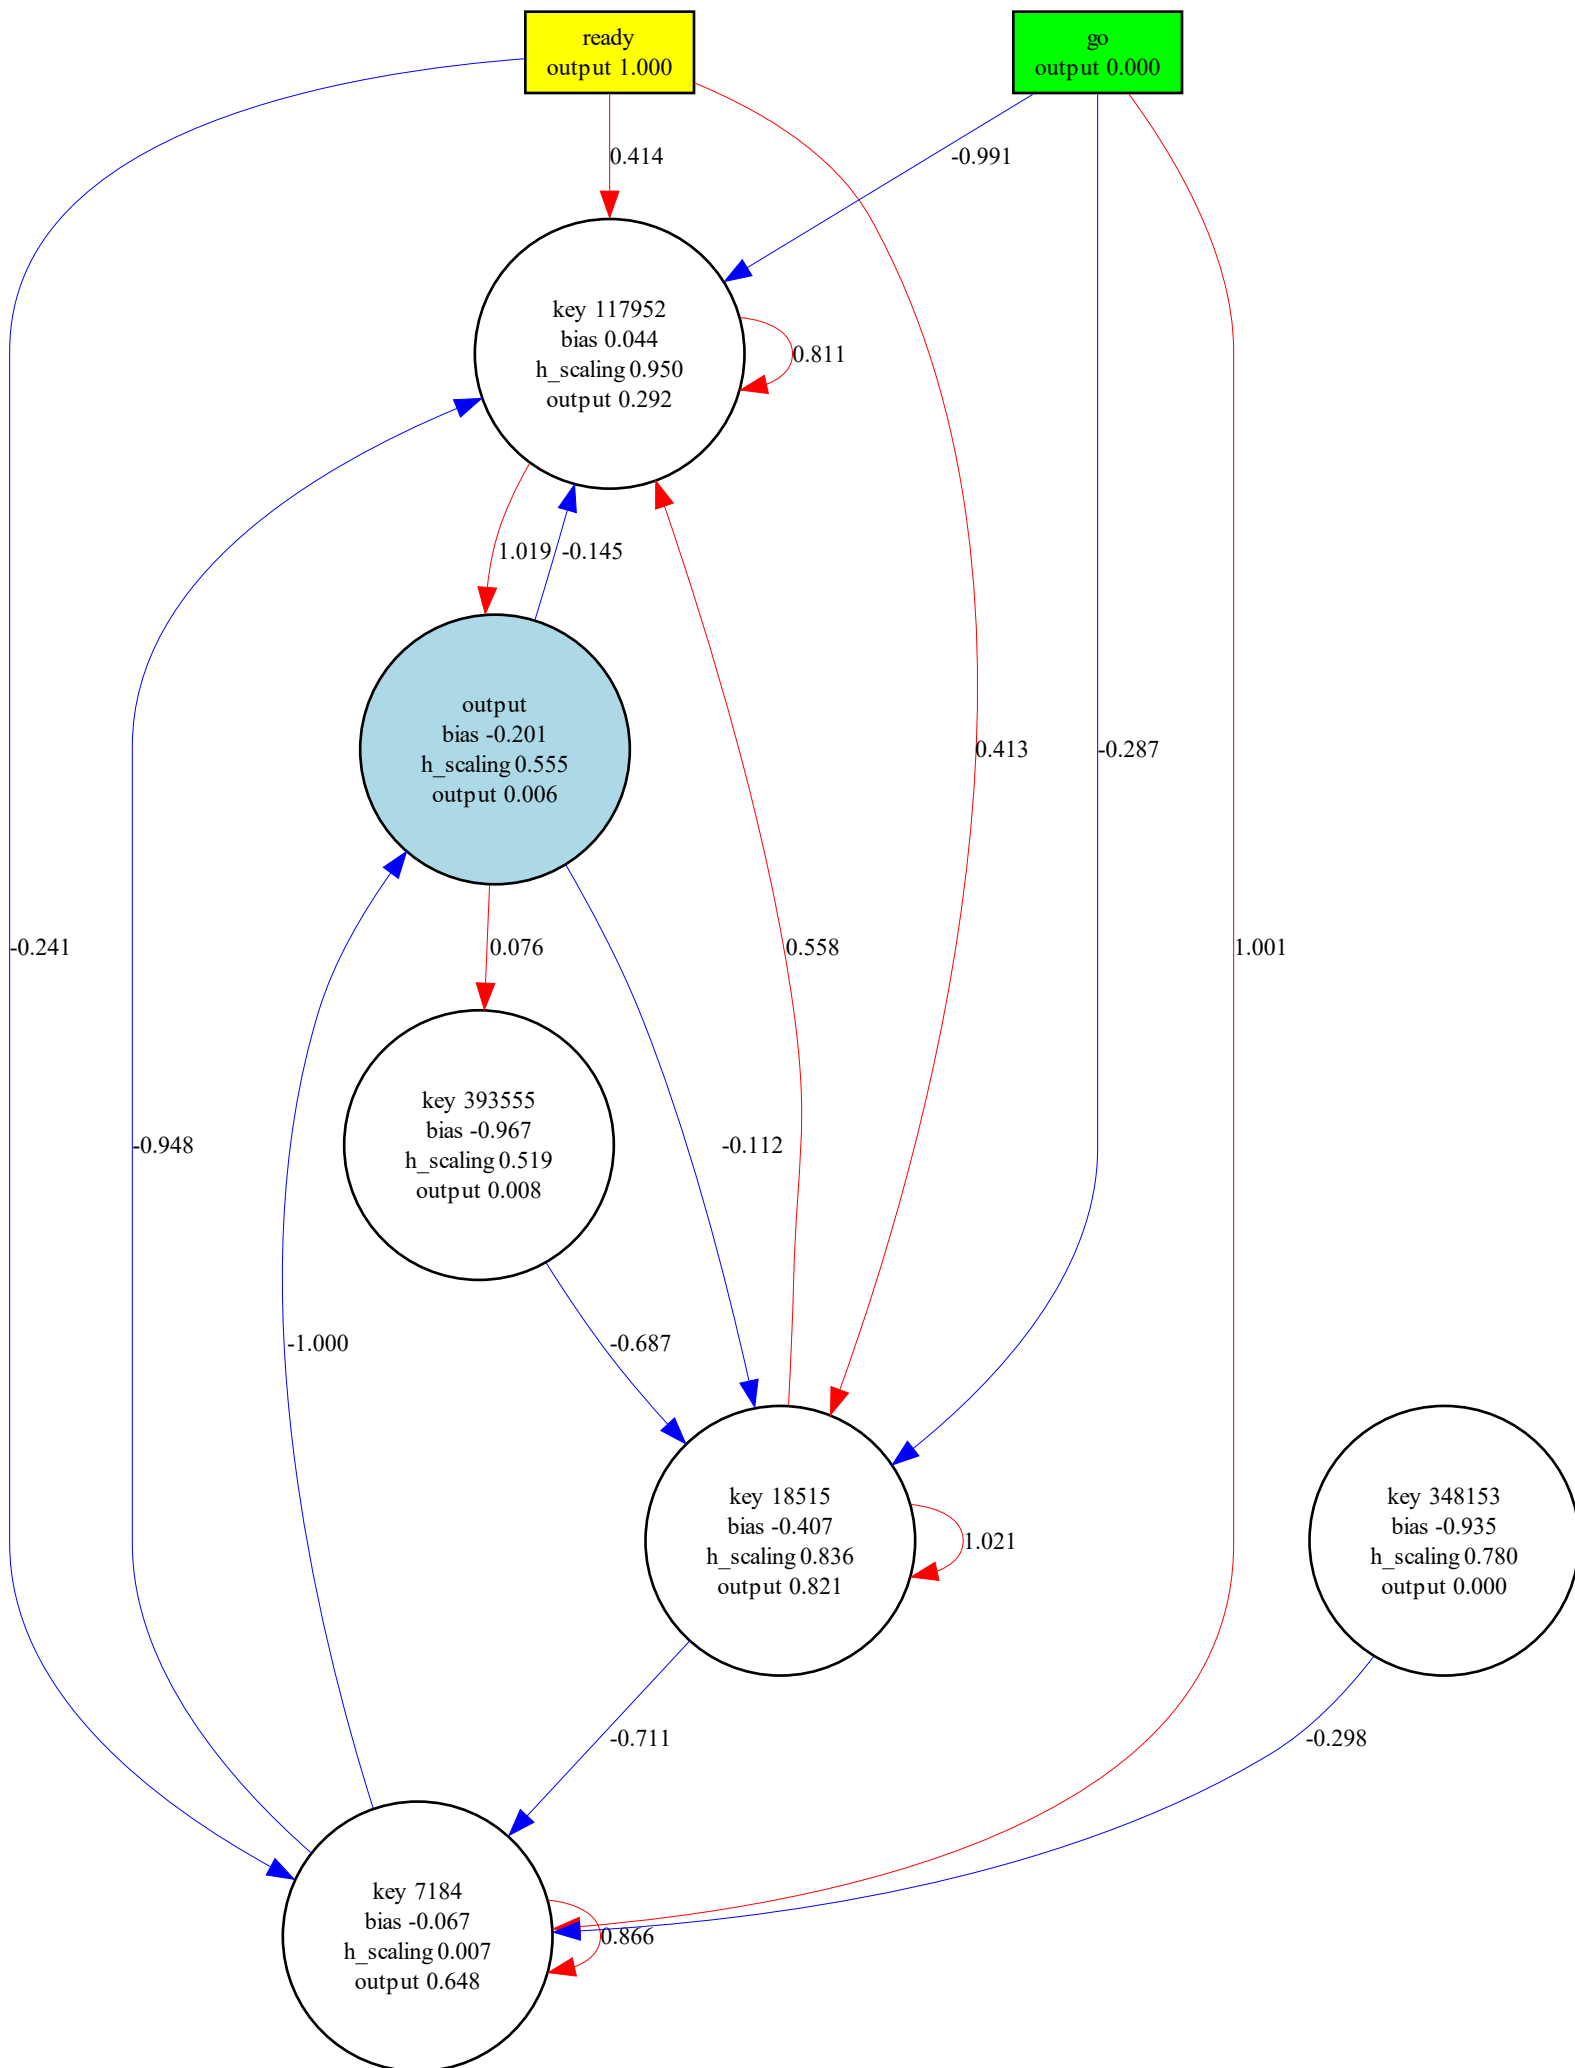 ready
output 1.000
go
output 0.000
0.414
-0.991
key 117952
bias 0.044
h_scaling 0.950
output 0.292
0.811
1.019
-0.145
output
bias -0.201
h_scaling 0.555
output 0.006
0.413
-0.287
-0.241
0.076
0.558
1.001
key 393555
bias -0.967
h_scaling 0.519
output 0.008
-0.948
-0.112
-1.000
-0.687
key 18515
bias -0.407
h_scaling 0.836
output 0.821
1.021
key 348153
bias -0.935
h_scaling 0.780
output 0.000
-0.711
-0.298
key 7184
bias -0.067
h_scaling 0.007
output 0.648
0.866